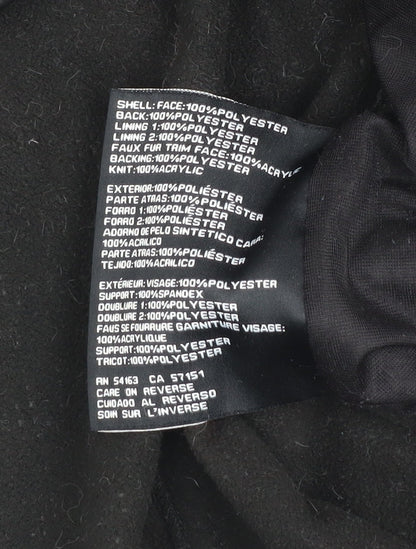 SHELL: FACE:100%POLYESTER
BACK:100%POLYESTER
LINING 1:100%POLYESTER
LINING 2:100%POLYESTER
FAUX FUR TRIM FACE:100%ACRYLIC
BACKING:100%POLYESTER
KNIT:100%ACRYLIC
EXTERIOR:100%POLIÉSTER
PARTE ATRAS:100%POLIÉSTER
FORRO 1:100%POLIÉSTER
FORRO 2:100%POLIÉSTER
ADORNO DE PELO SINTETICO CARA:
100%ACRILICO
PARTE ATRAS:100%POLIÉSTER
TEJIDO:100%ACRILICO
EXTÉRIEUR: VISAGE:100%POLYESTER
SUPPORT:100%SPANDEX
DOUBLURE 1:100%POLYESTER
DOUBLURE 2:100%POLYESTER
FAIS SE FOURRURE GARNITURE VISAGE:
100%ACRYLIQUE
SUPPORT:100%POLYESTER
TRICOT:100%POLYESTER
RN 54163 CA 57151
CARE ON REVERSE
CUIDADO AL REVERSO
SOIN SUR L'INVERSE